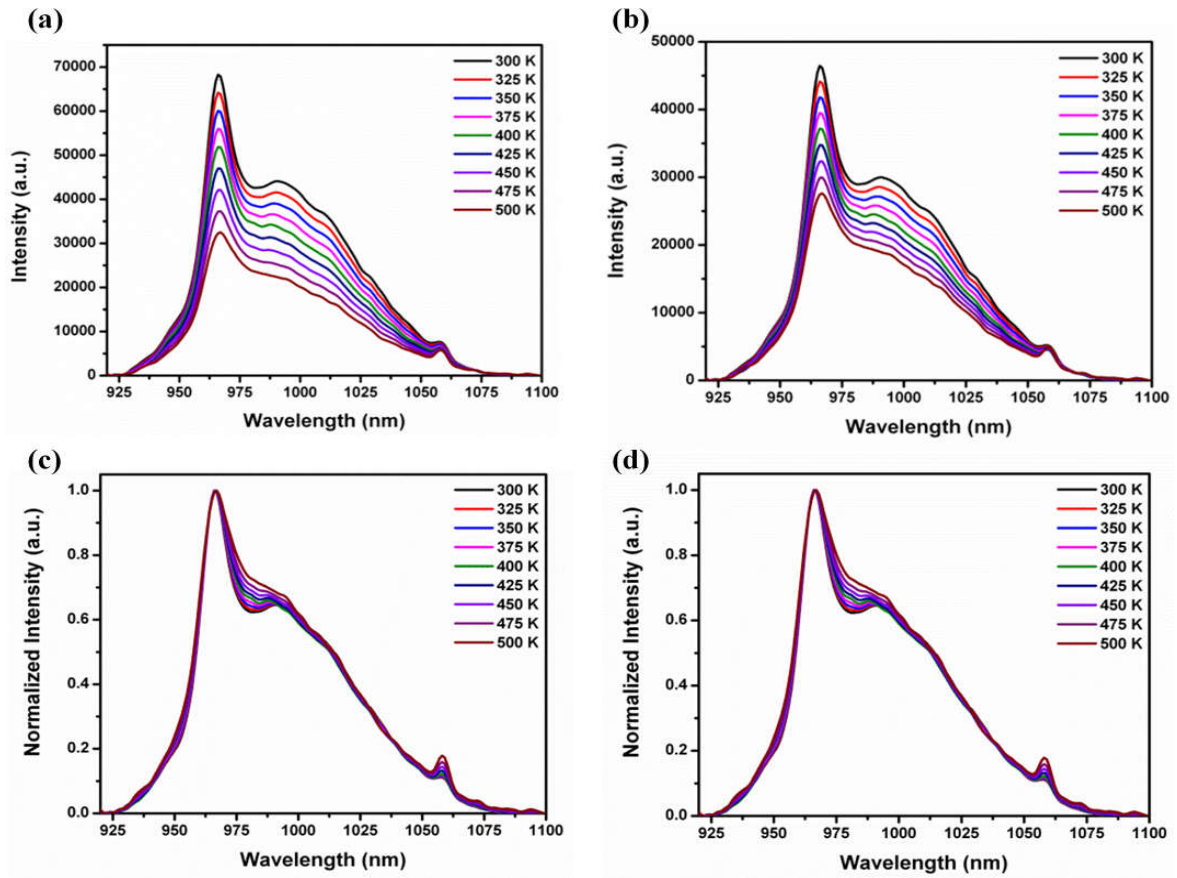 (a)
70000
60000
50000
40000
30000
20000
10000
0
Intensity (a.u.)
300 K
325 K
350 K
375 K
400 K
425 K
450 K
475 K
500 K
925 950 975 1000 1025 1050 1075 1100
Wavelength (nm)
(b)
50000
40000
30000
20000
10000
0
Intensity (a.u.)
300 K
325 K
350 K
375 K
400 K
425 K
450 K
475 K
500 K
925 950 975 1000 1025 1050 1075 1100
Wavelength (nm)
(c)
1.0
0.8
0.6
0.4
0.2
0.0
Normalized Intensity (a.u.)
300 K
325 K
350 K
375 K
400 K
425 K
450 K
475 K
500 K
925 950 975 1000 1025 1050 1075 1100
Wavelength (nm)
(d)
1.0
0.8
0.6
0.4
0.2
0.0
Normalized Intensity (a.u.)
300 K
325 K
350 K
375 K
400 K
425 K
450 K
475 K
500 K
925 950 975 1000 1025 1050 1075 1100
Wavelength (nm)